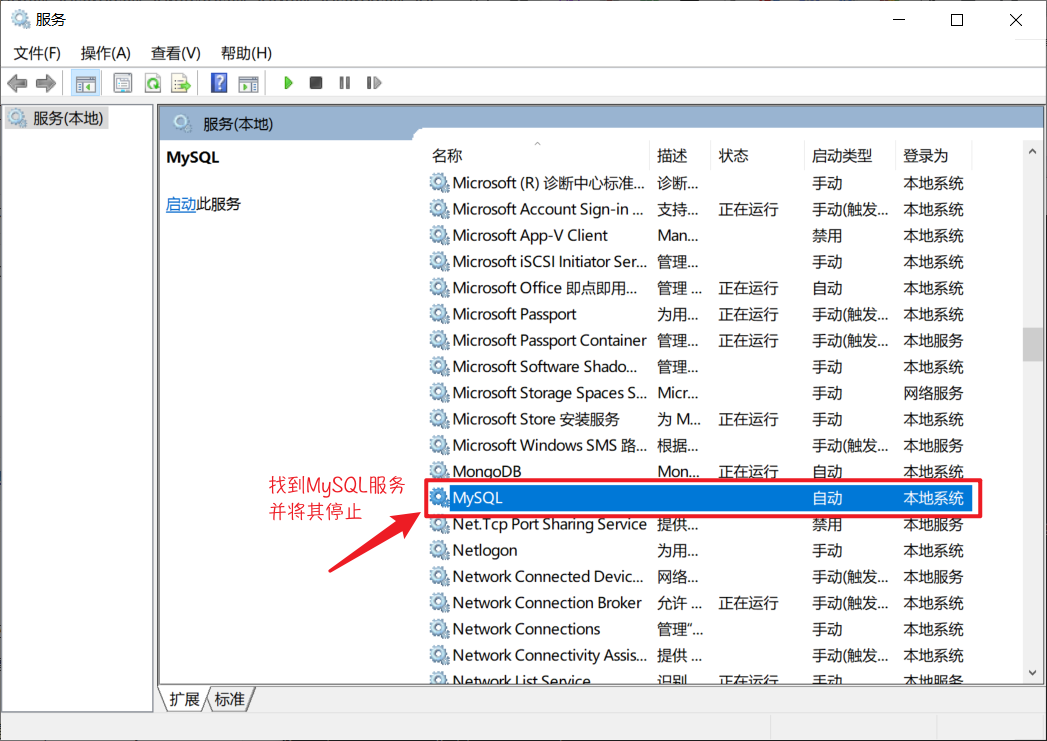 服务
文件(F) 操作(A) 查看(V) 帮助(H)
服务(本地)
服务(本地)
MySQL
启动此服务
名称 描述 状态 启动类型 登录为
Microsoft (R) 诊断中心标准... 诊断... 手动 本地系统
Microsoft Account Sign-in ... 支持... 正在运行 手动(触发... 本地系统
Microsoft App-V Client Man... 禁用 本地系统
Microsoft iSCSI Initiator Ser... 管理... 手动 本地系统
Microsoft Office 即点即用... 管理 ... 正在运行 自动 本地系统
Microsoft Passport 为用... 正在运行 手动(触发... 本地系统
Microsoft Passport Container 管理... 正在运行 手动(触发... 本地服务
Microsoft Software Shado... 管理... 手动 本地系统
Microsoft Storage Spaces S... Micr... 手动 网络服务
Microsoft Store 安装服务 为 M... 正在运行 手动 本地系统
Microsoft Windows SMS 路... 根据... 手动(触发... 本地服务
MongoDB Mon... 正在运行 自动 本地系统
MySQL 自动 本地系统
Net.Tcp Port Sharing Service 提供... 禁用 本地服务
Netlogon 为用... 手动 本地系统
Network Connected Devic... 网络... 手动(触发... 本地服务
Network Connection Broker 允许 ... 正在运行 手动(触发... 本地系统
Network Connections 管理“... 手动 本地系统
Network Connectivity Assis... 提供 ... 手动(触发... 本地系统
Network List Service 识别... 正在运行 手动 本地服务
找到MySQL服务
并将其停止
扩展 标准